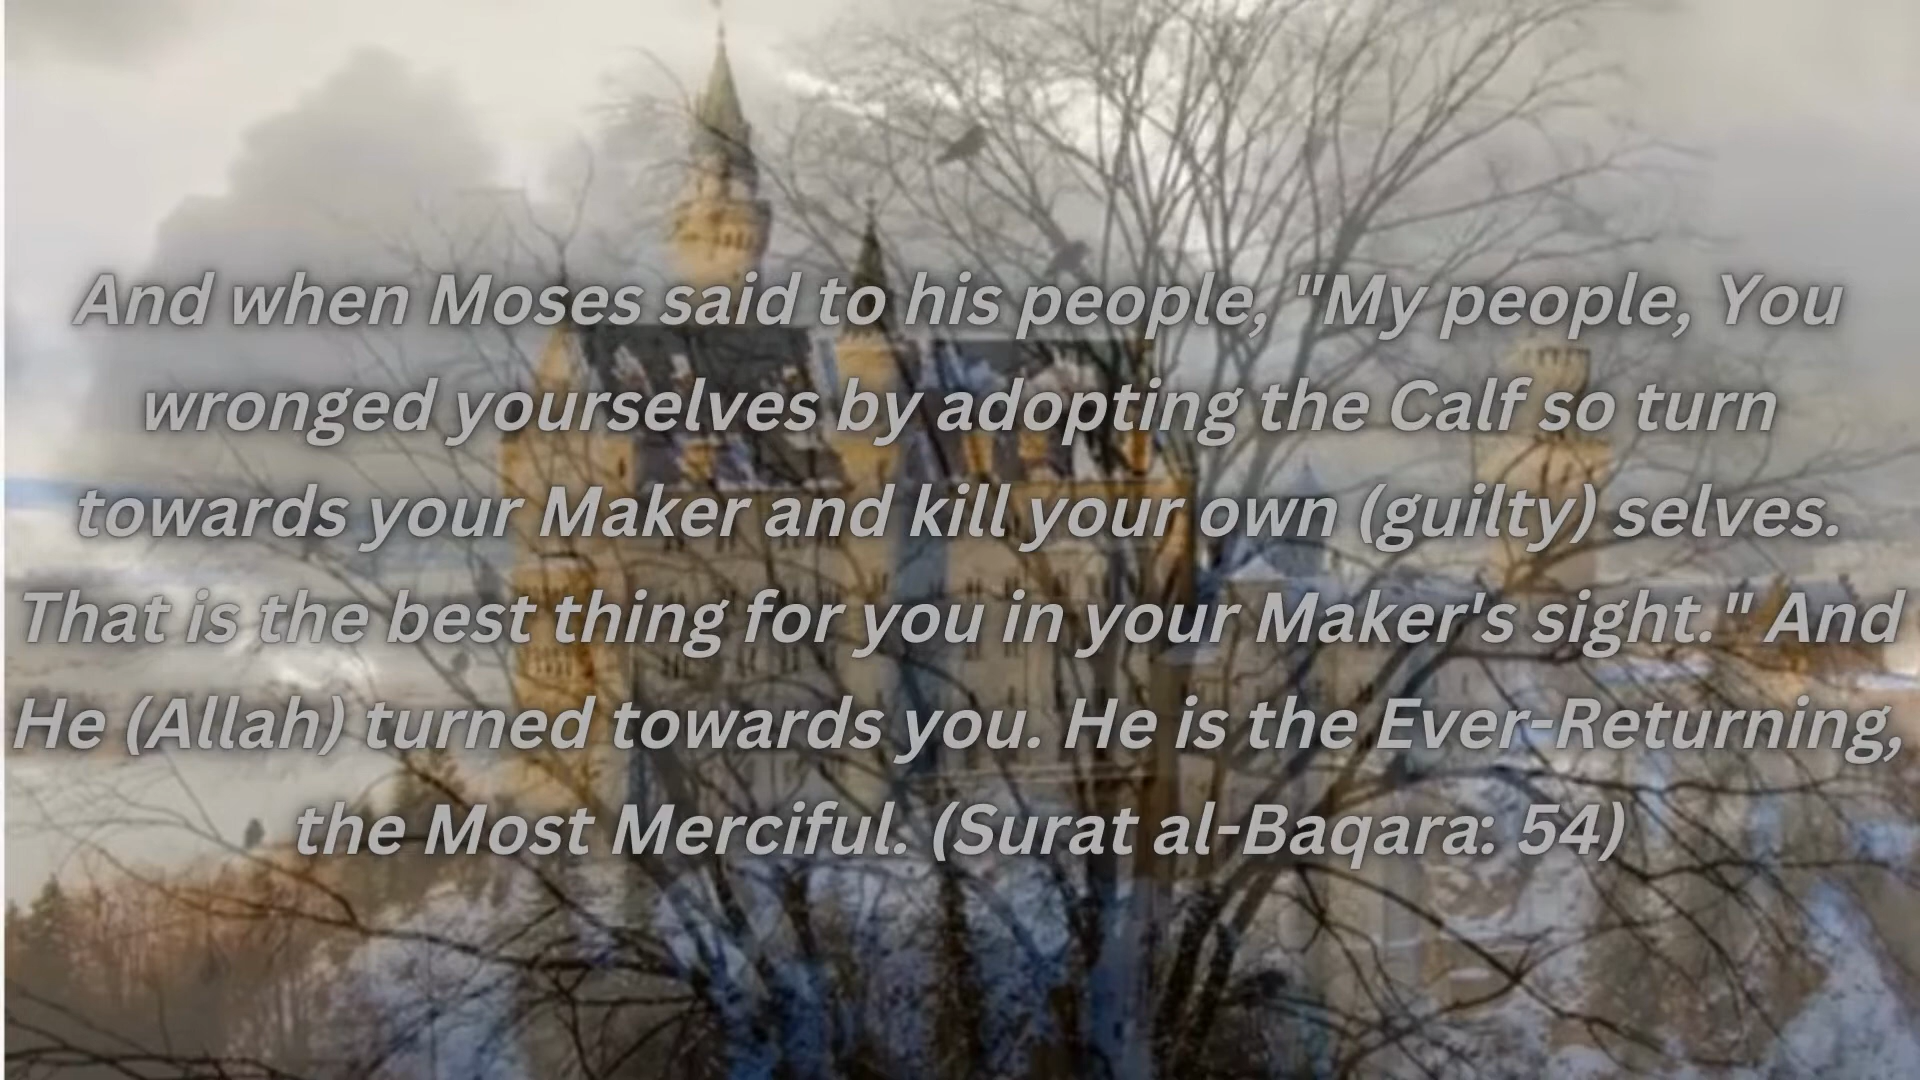 And when Moses said to his people, "My people, You
wronged yourselves by adopting the Calf so turn
towards your Maker and kill your own (guilty) selves.
That is the best thing for you in your Maker's sight." And
He (Allah) turned towards you. He is the Ever-Returning,
the Most Merciful. (Surat al-Baqara: 54)